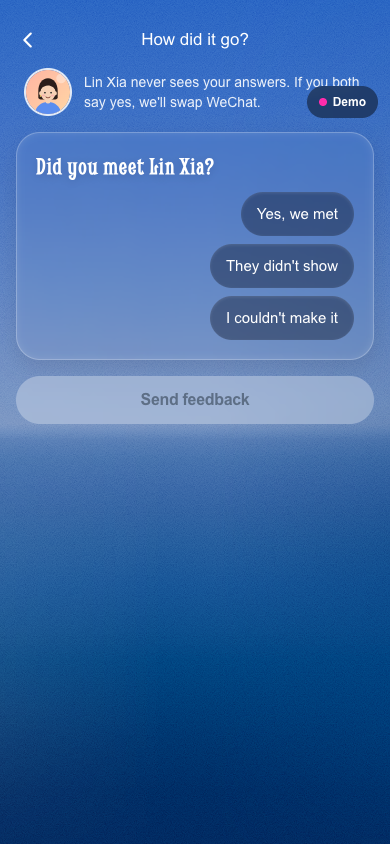 How did it go?
Lin Xia never sees your answers. If you both
say yes, we'll swap WeChat.
Demo
Did you meet Lin Xia?
Yes, we met
They didn't show
I couldn't make it
Send feedback